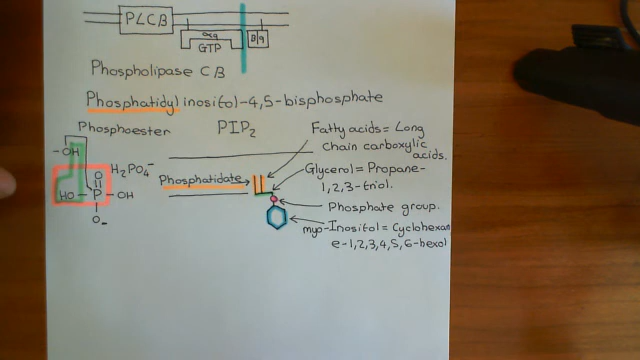 PLCβ
αq
GTP
β γ
Phospholipase Cβ
Phosphatidyl inositol-4,5-bisphosphate
Phosphoester
PIP₂
Fatty acids = Long
chain carboxylic
acids.
-OH
H₂PO₄⁻
O
HO-P-OH
O-
Phosphatidate
Glycerol = Propane-
1,2,3-triol.
Phosphate group.
myo-Inositol = Cyclohexan
e-1,2,3,4,5,6-hexol